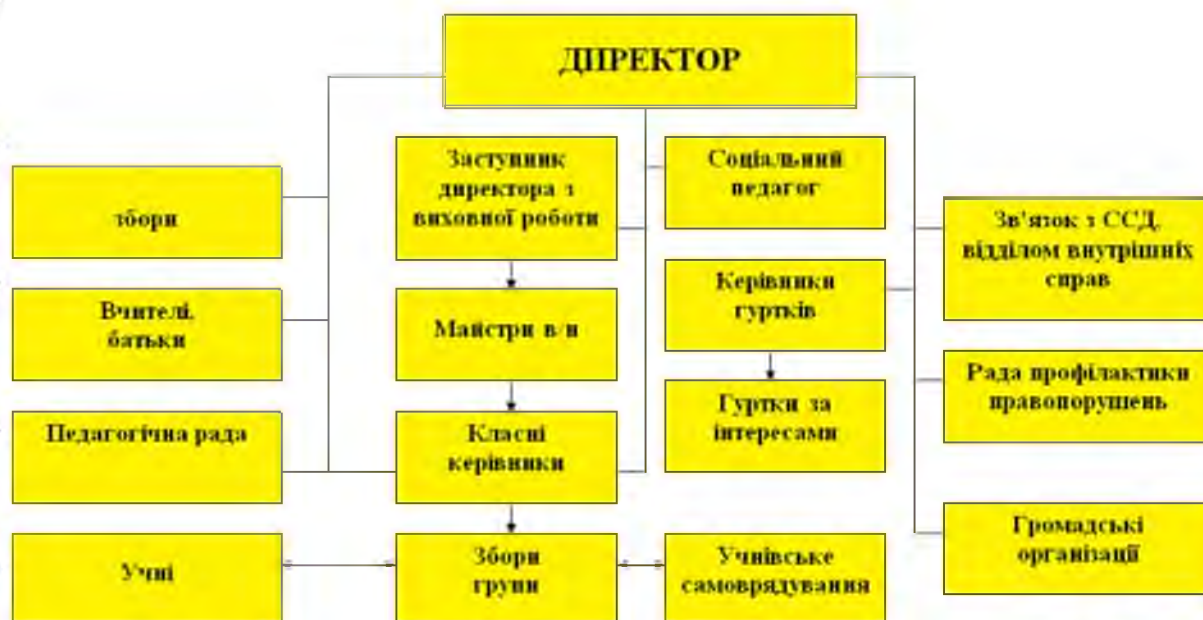 ДИРЕКТОР
Заступник
директора з
виховної роботи
Соціальний
педагог
збори
Зв'язок з ССД,
відділом внутрішніх
справ
Вчителі,
батьки
Майстри в/н
Керівники
гуртків
Педагогічна рада
Класні
керівники
Гуртки за
інтересами
Рада профілактики
правопорушень
Учні
Збори
групи
Учнівське
самоврядування
Громадські
організації